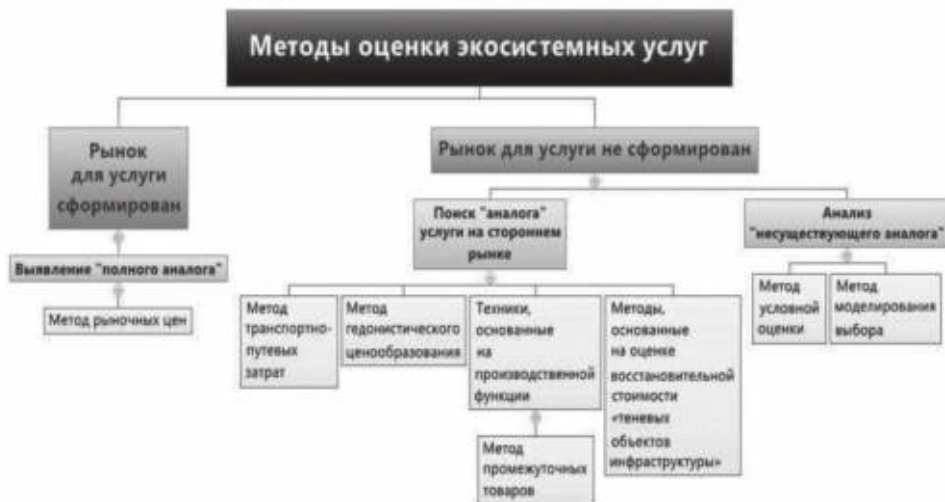 Методы оценки экосистемных услуг
Рынок
для услуги
сформирован
Рынок для услуги не сформирован
Поиск "аналога"
услуги на стороннем
рынке
Анализ
"несуществующего аналога"
Выявление "полного аналога"
Метод рыночных цен
Метод
транспортно-
путевых
затрат
Метод
гедонистического
ценообразования
Техники,
основанные
на
производственной
функции
Методы,
основанные
на оценке
восстановительной
стоимости
«теневых
объектов
инфраструктуры»
Метод
условной
оценки
Метод
моделирования
выбора
Метод
промежуточных
товаров